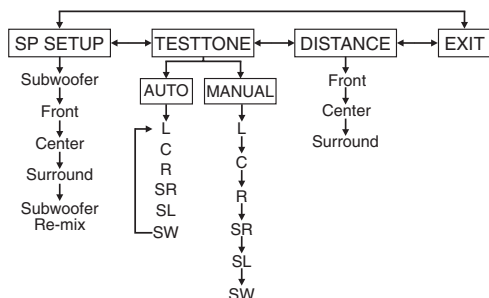 SP SETUP
TESTTONE
DISTANCE
EXIT
Subwoofer
Front
Center
Surround
Subwoofer
Re-mix
AUTO
L
C
R
SR
SL
SW
MANUAL
L
C
R
SR
SL
SW
Front
Center
Surround